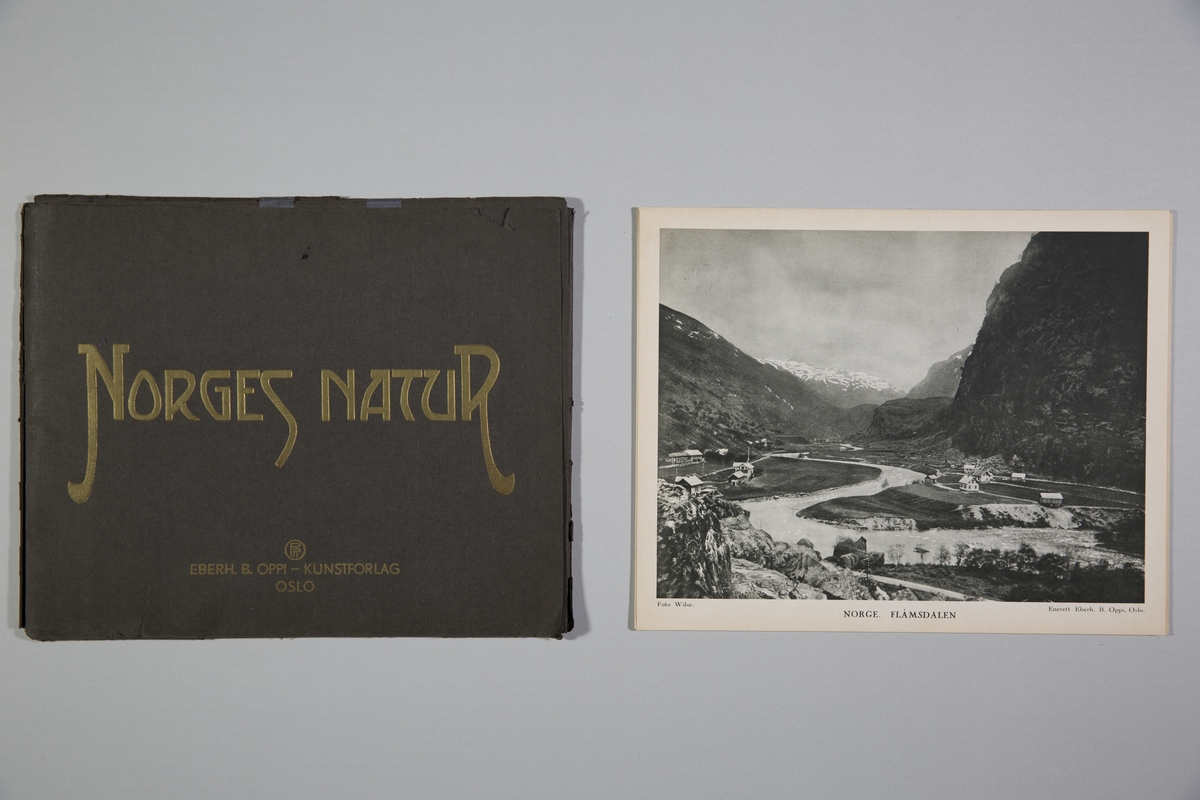 NORGES NATUR
EBERH. B. OPPI – KUNSTFORLAG
OSLO
Foto Wilse.
NORGE. FLÅMSDALEN
Enerett Eberh. B. Oppi, Oslo.